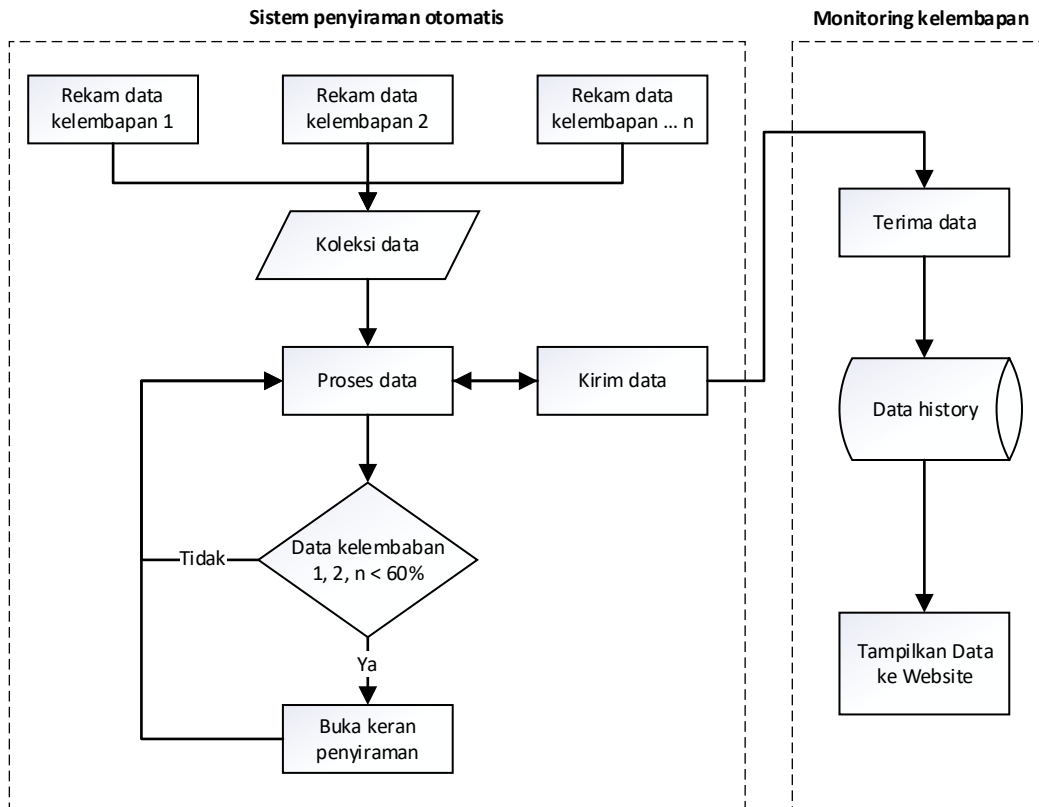 Sistem penyiraman otomatis
Monitoring kelembapan
Rekam data
kelembapan 1
Rekam data
kelembapan 2
Rekam data
kelembapan ... n
Koleksi data
Terima data
Proses data
Kirim data
Data history
Tidak
Data kelembaban
1, 2, n < 60%
Ya
Buka keran
penyiraman
Tampilkan Data
ke Website